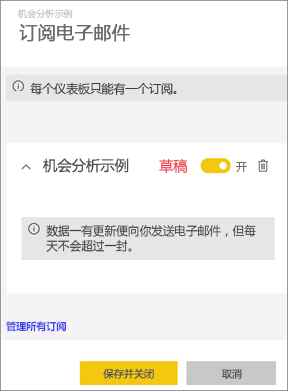 机会分析示例
订阅电子邮件
每个仪表板只能有一个订阅。
机会分析示例 草稿 开
数据一有更新便向你发送电子邮件，但每
天不会超过一封。
管理所有订阅
保存并关闭 取消